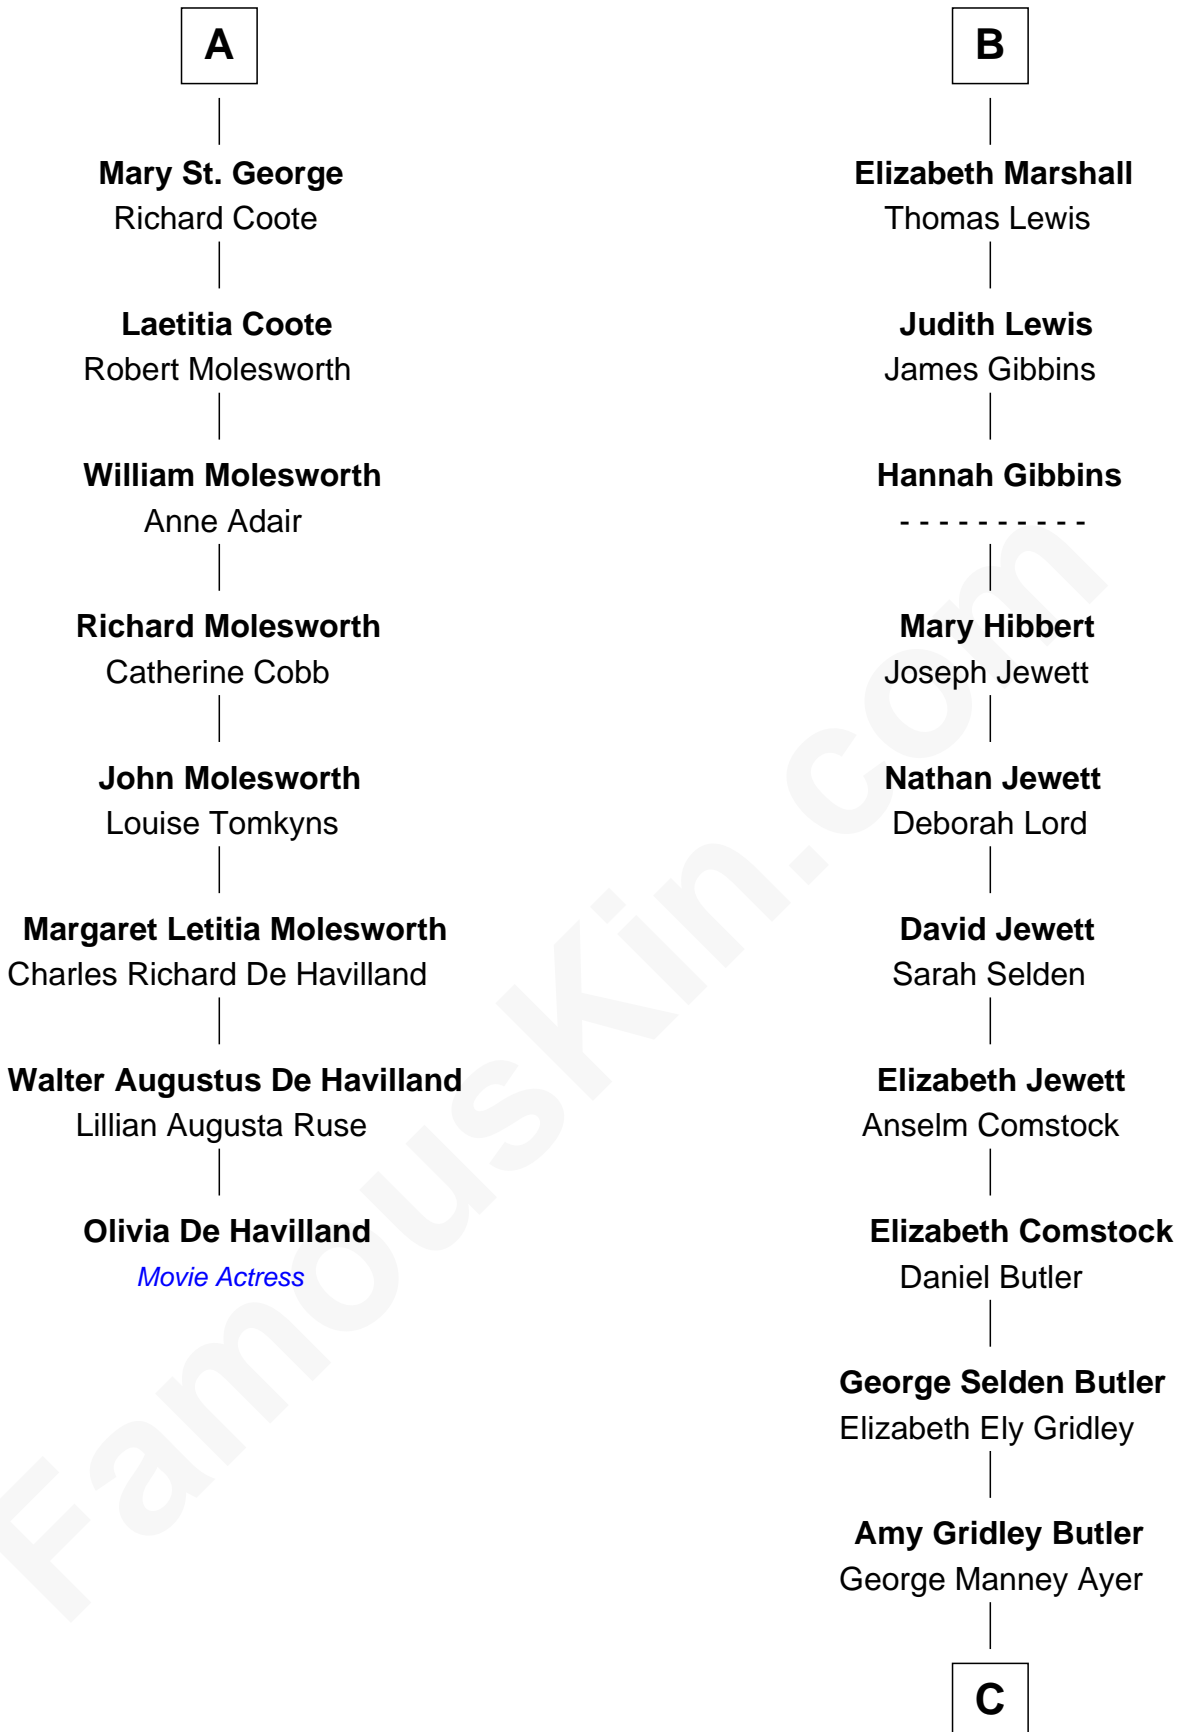 A
Mary St. George
Richard Coote
Laetitia Coote
Robert Molesworth
William Molesworth
Anne Adair
Richard Molesworth
Catherine Cobb
John Molesworth
Louise Tomkyns
Margaret Letitia Molesworth
Charles Richard De Havilland
Walter Augustus De Havilland
Lillian Augusta Ruse
Olivia De Havilland
Movie Actress
B
Elizabeth Marshall
Thomas Lewis
Judith Lewis
James Gibbins
Hannah Gibbins
- - - - - - - - - -
Mary Hibbert
Joseph Jewett
Nathan Jewett
Deborah Lord
David Jewett
Sarah Selden
Elizabeth Jewett
Anselm Comstock
Elizabeth Comstock
Daniel Butler
George Selden Butler
Elizabeth Ely Gridley
Amy Gridley Butler
George Manney Ayer
C
FamousKin.com